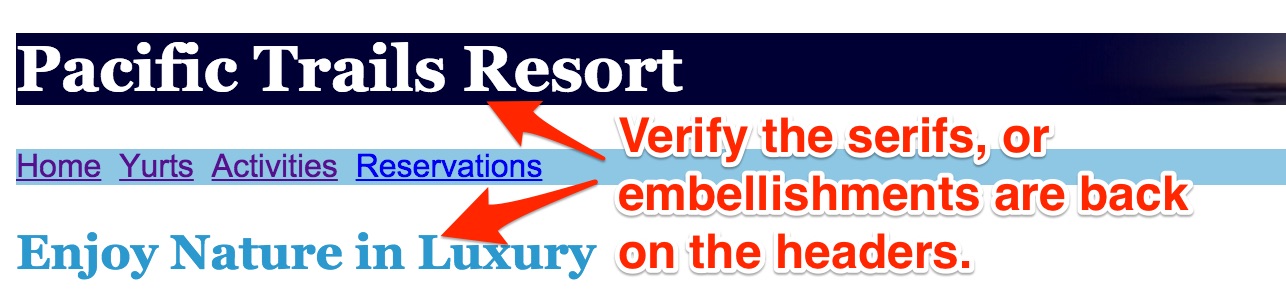 Pacific Trails Resort
Home Yurts Activities Reservations
Enjoy Nature in Luxury
Verify the serifs, or
embellishments are back
on the headers.